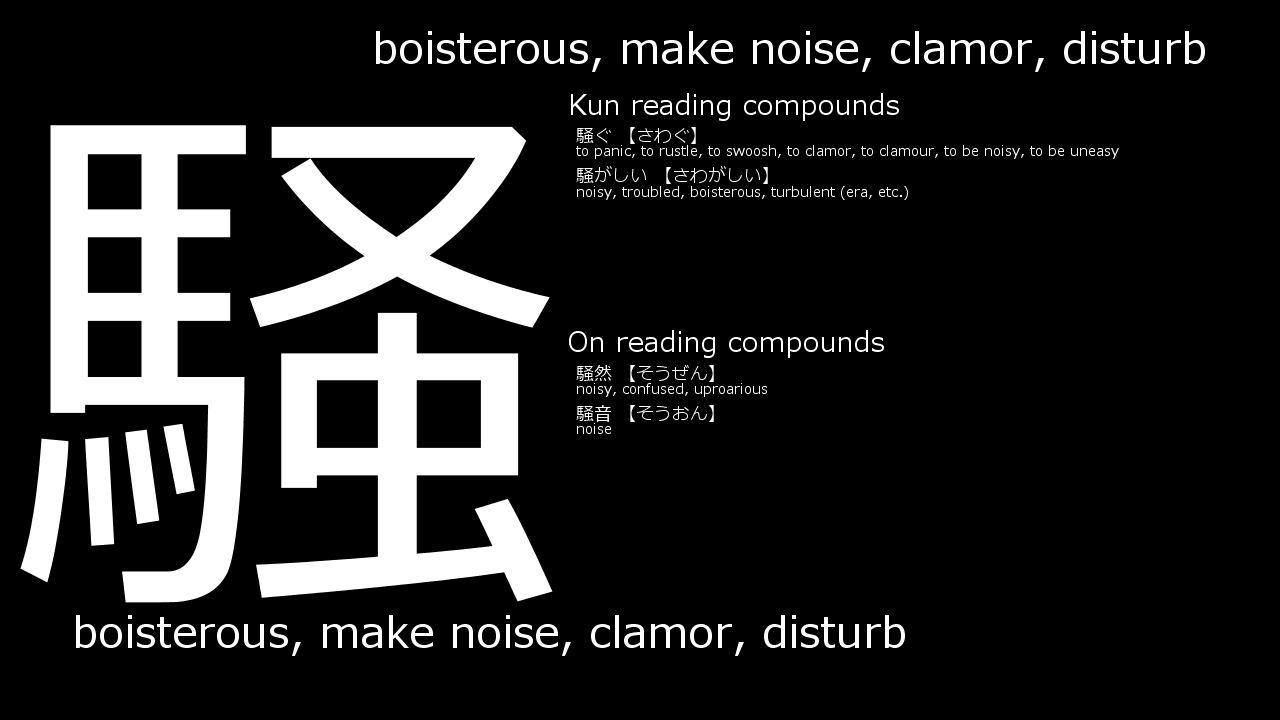 boisterous, make noise, clamor, disturb
騒
Kun reading compounds
騒ぐ 【さわぐ】
to panic, to rustle, to swoosh, to clamor, to clamour, to be noisy, to be uneasy
騒がしい 【さわがしい】
noisy, troubled, boisterous, turbulent (era, etc.)
On reading compounds
騒然 【そうぜん】
noisy, confused, uproarious
騒音 【そうおん】
noise
boisterous, make noise, clamor, disturb